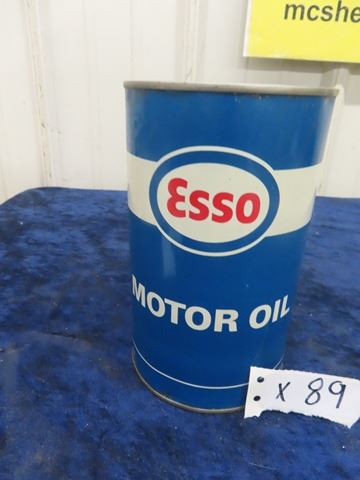 mcshe
Esso
MOTOR OIL
X 89